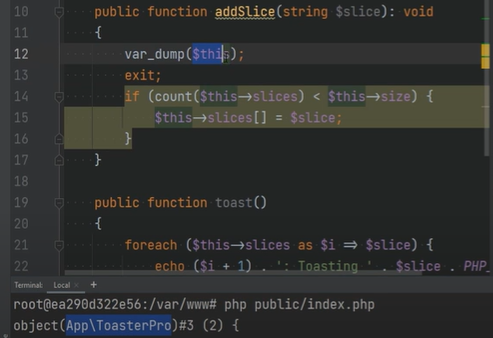 10 public function addSlice(string $slice): void
11 {
12 var_dump($this);
13 exit;
14 if (count($this->slices) < $this->size) {
15 $this->slices[] = $slice;
16 }
17 }
18
19 public function toast()
20 {
21 foreach ($this->slices as $i => $slice) {
22 echo ($i + 1) . ': Toasting ' . $slice . PHP_
Terminal: Local × +
root@ea290d322e56:/var/www# php public/index.php
object(App\ToasterPro)#3 (2) {